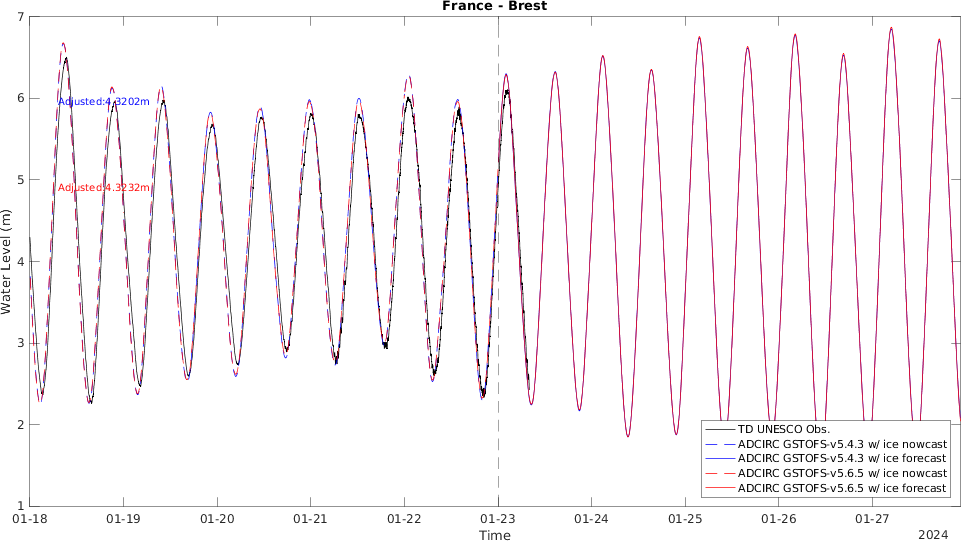 France - Brest
7
6
5
4
3
2
1
Water Level (m)
Adjusted:4.3202m
Adjusted:4.3232m
TD UNESCO Obs.
ADCIRC GSTOFS-v5.4.3 w/ ice nowcast
ADCIRC GSTOFS-v5.4.3 w/ ice forecast
ADCIRC GSTOFS-v5.6.5 w/ ice nowcast
ADCIRC GSTOFS-v5.6.5 w/ ice forecast
01-18 01-19 01-20 01-21 01-22 01-23 01-24 01-25 01-26 01-27
Time
2024